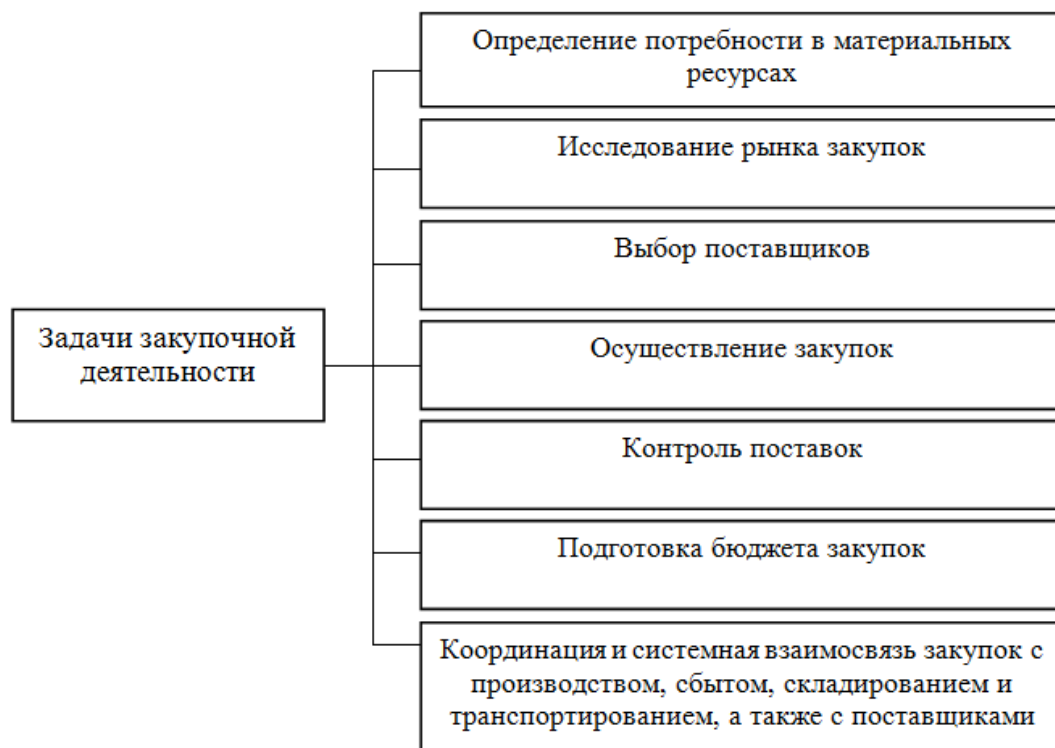 Определение потребности в материальных
ресурсах
Исследование рынка закупок
Выбор поставщиков
Задачи закупочной
деятельности
Осуществление закупок
Контроль поставок
Подготовка бюджета закупок
Координация и системная взаимосвязь закупок с
производством, сбытом, складированием и
транспортированием, а также с поставщиками